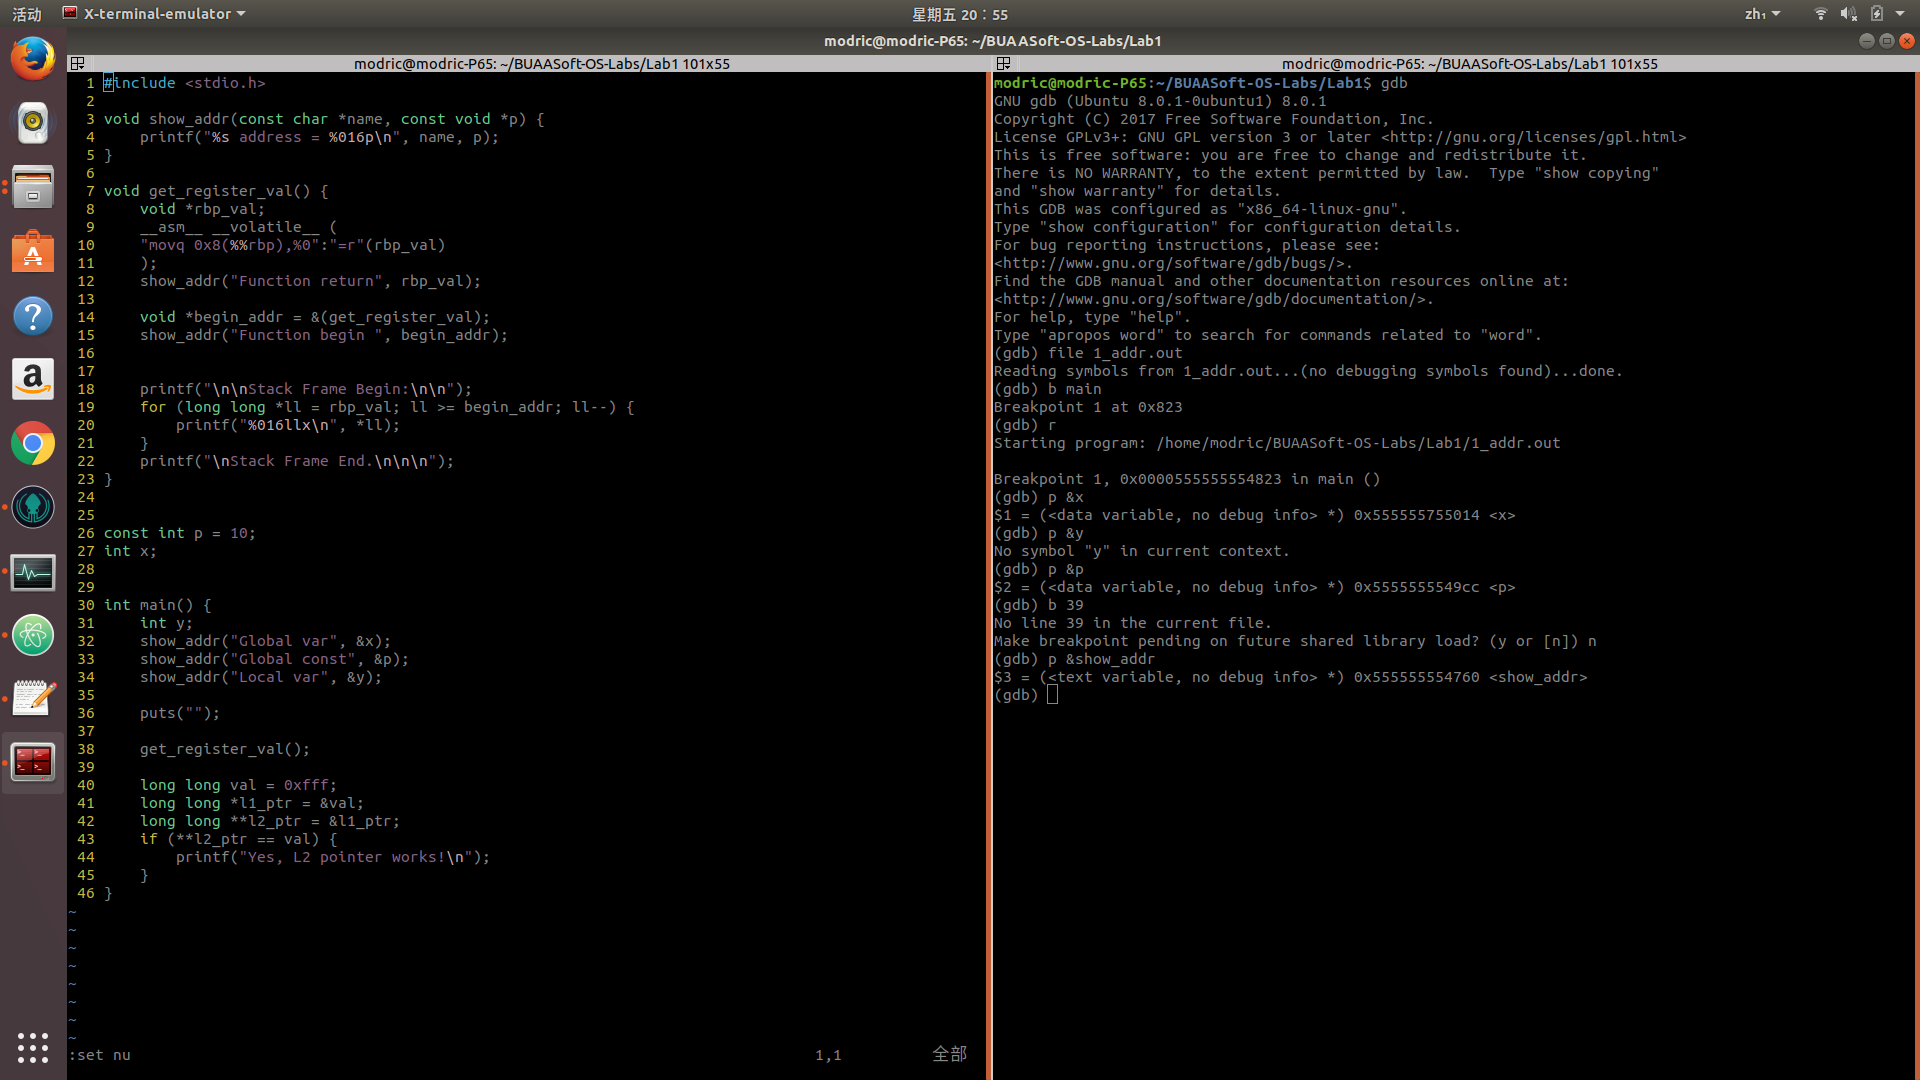 活动 X-terminal-emulator 星期五 20：55 zh₁
modric@modric-P65: ~/BUAASoft-OS-Labs/Lab1
modric@modric-P65: ~/BUAASoft-OS-Labs/Lab1 101x55
1 #include <stdio.h>
2
3 void show_addr(const char *name, const void *p) {
4     printf("%s address = %016p\n", name, p);
5 }
6
7 void get_register_val() {
8     void *rbp_val;
9     __asm__ __volatile__ (
10     "movq 0x8(%%rbp),%0":"=r"(rbp_val)
11     );
12     show_addr("Function return", rbp_val);
13
14     void *begin_addr = &(get_register_val);
15     show_addr("Function begin ", begin_addr);
16
17
18     printf("\n\nStack Frame Begin:\n\n");
19     for (long long *ll = rbp_val; ll >= begin_addr; ll--) {
20         printf("%016llx\n", *ll);
21     }
22     printf("\nStack Frame End.\n\n\n");
23 }
24
25
26 const int p = 10;
27 int x;
28
29
30 int main() {
31     int y;
32     show_addr("Global var", &x);
33     show_addr("Global const", &p);
34     show_addr("Local var", &y);
35
36     puts("");
37
38     get_register_val();
39
40     long long val = 0xfff;
41     long long *l1_ptr = &val;
42     long long **l2_ptr = &l1_ptr;
43     if (**l2_ptr == val) {
44         printf("Yes, L2 pointer works!\n");
45     }
46 }
~
~
~
~
~
~
~
~
:set nu 1,1 全部
modric@modric-P65: ~/BUAASoft-OS-Labs/Lab1 101x55
modric@modric-P65:~/BUAASoft-OS-Labs/Lab1$ gdb
GNU gdb (Ubuntu 8.0.1-0ubuntu1) 8.0.1
Copyright (C) 2017 Free Software Foundation, Inc.
License GPLv3+: GNU GPL version 3 or later <http://gnu.org/licenses/gpl.html>
This is free software: you are free to change and redistribute it.
There is NO WARRANTY, to the extent permitted by law.  Type "show copying"
and "show warranty" for details.
This GDB was configured as "x86_64-linux-gnu".
Type "show configuration" for configuration details.
For bug reporting instructions, please see:
<http://www.gnu.org/software/gdb/bugs/>.
Find the GDB manual and other documentation resources online at:
<http://www.gnu.org/software/gdb/documentation/>.
For help, type "help".
Type "apropos word" to search for commands related to "word".
(gdb) file 1_addr.out
Reading symbols from 1_addr.out...(no debugging symbols found)...done.
(gdb) b main
Breakpoint 1 at 0x823
(gdb) r
Starting program: /home/modric/BUAASoft-OS-Labs/Lab1/1_addr.out
Breakpoint 1, 0x0000555555554823 in main ()
(gdb) p &x
$1 = (<data variable, no debug info> *) 0x555555755014 <x>
(gdb) p &y
No symbol "y" in current context.
(gdb) p &p
$2 = (<data variable, no debug info> *) 0x5555555549cc <p>
(gdb) b 39
No line 39 in the current file.
Make breakpoint pending on future shared library load? (y or [n]) n
(gdb) p &show_addr
$3 = (<text variable, no debug info> *) 0x555555554760 <show_addr>
(gdb)